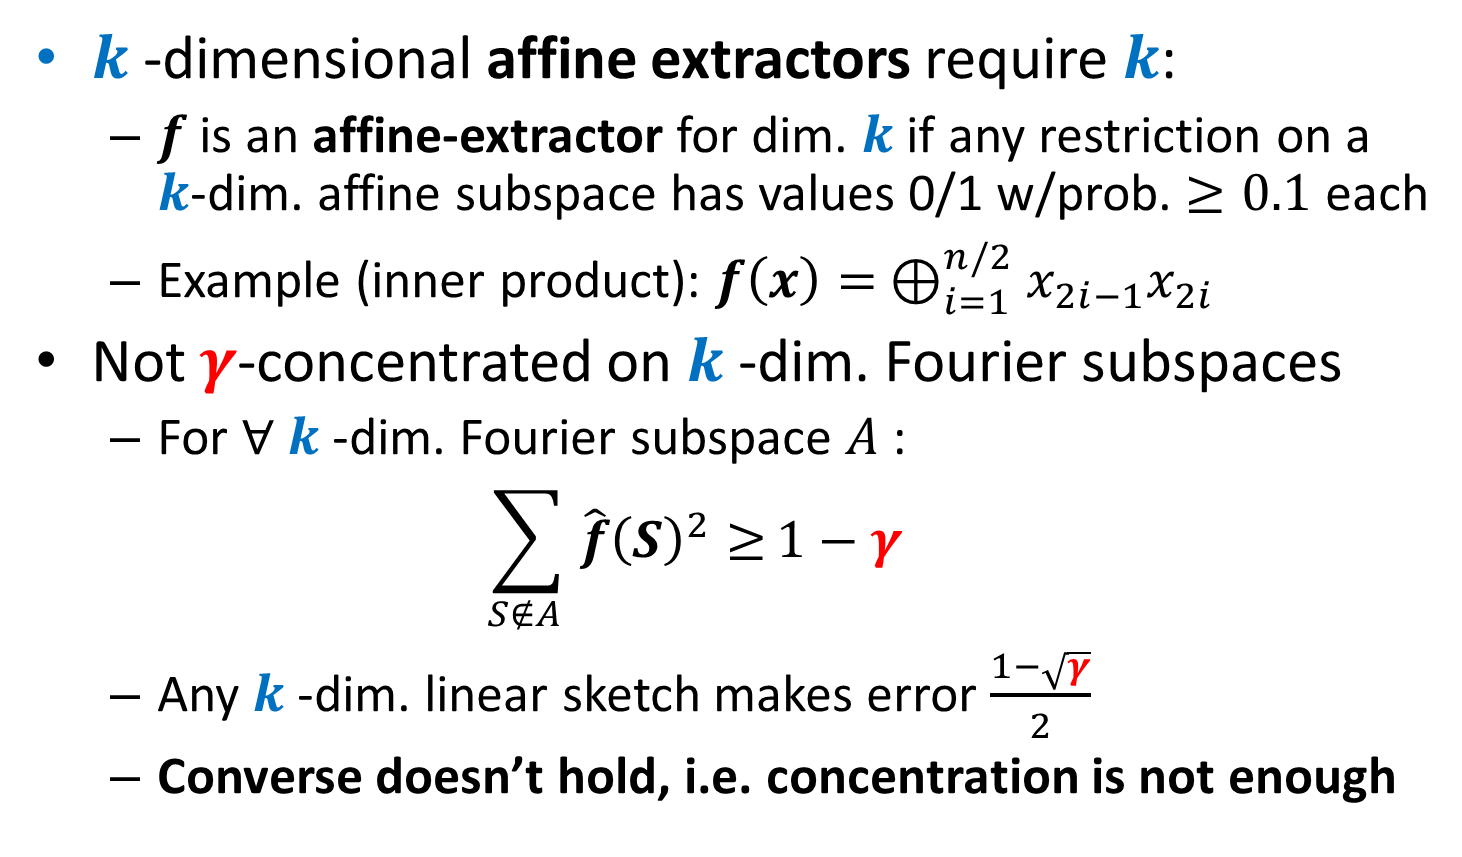 • k -dimensional affine extractors require k:
– f is an affine-extractor for dim. k if any restriction on a
k-dim. affine subspace has values 0/1 w/prob. ≥ 0.1 each
– Example (inner product): f(x) = ⊕_{i=1}^{n/2} x_{2i−1}x_{2i}
• Not γ-concentrated on k -dim. Fourier subspaces
– For ∀ k -dim. Fourier subspace A :
∑_{S∉A} f̂(S)² ≥ 1 − γ
– Any k -dim. linear sketch makes error (1−√γ)/2
– Converse doesn’t hold, i.e. concentration is not enough